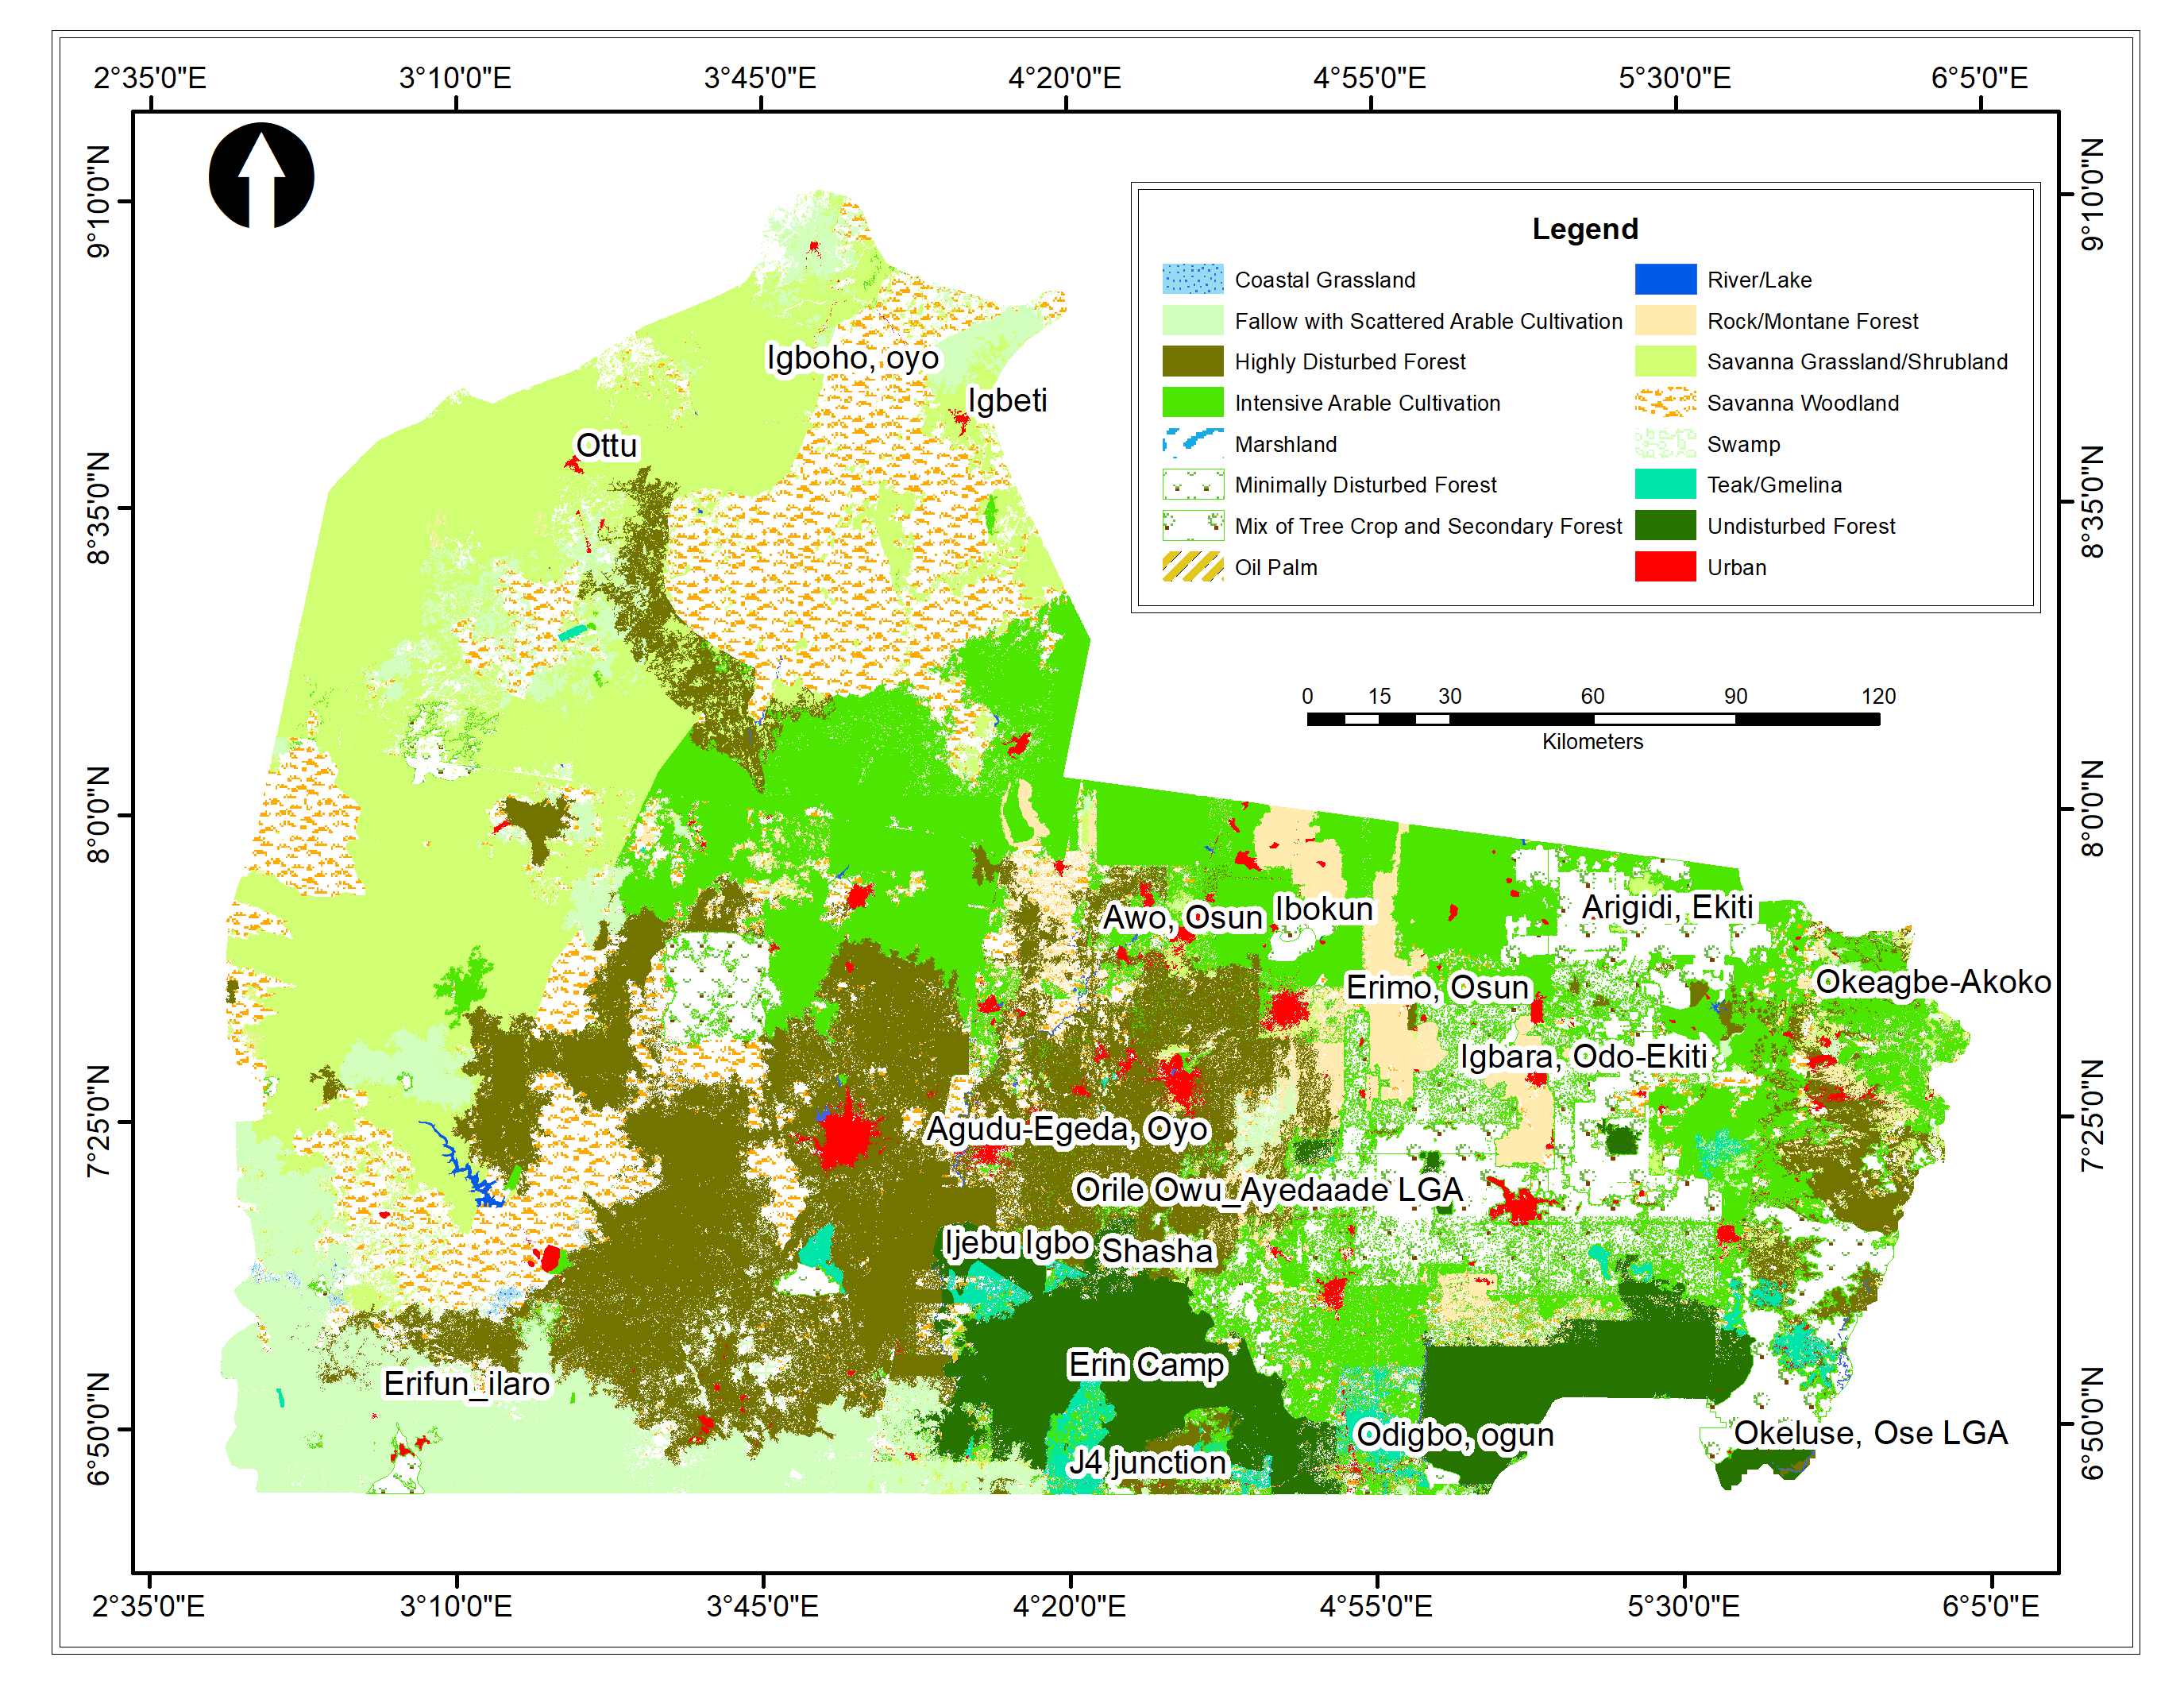 2°35'0"E 3°10'0"E 3°45'0"E 4°20'0"E 4°55'0"E 5°30'0"E 6°5'0"E
9°10'0"N
9°10'0"N
Legend
Coastal Grassland
River/Lake
Fallow with Scattered Arable Cultivation
Rock/Montane Forest
Highly Disturbed Forest
Savanna Grassland/Shrubland
Intensive Arable Cultivation
Savanna Woodland
Marshland
Swamp
Minimally Disturbed Forest
Teak/Gmelina
Mix of Tree Crop and Secondary Forest
Undisturbed Forest
Oil Palm
Urban
Igboho, oyo
Igbeti
Ottu
8°35'0"N
8°35'0"N
0 15 30 60 90 120
Kilometers
8°0'0"N
8°0'0"N
Awo, Osun
Ibokun
Arigidi, Ekiti
Erimo, Osun
Okeagbe-Akoko
Igbara, Odo-Ekiti
7°25'0"N
7°25'0"N
Agudu-Egeda, Oyo
Orile Owu_Ayedaade LGA
Ijebu Igbo
Shasha
Erin Camp
Erifun_ilaro
6°50'0"N
6°50'0"N
Odigbo, ogun
Okeluse, Ose LGA
J4 junction
2°35'0"E 3°10'0"E 3°45'0"E 4°20'0"E 4°55'0"E 5°30'0"E 6°5'0"E